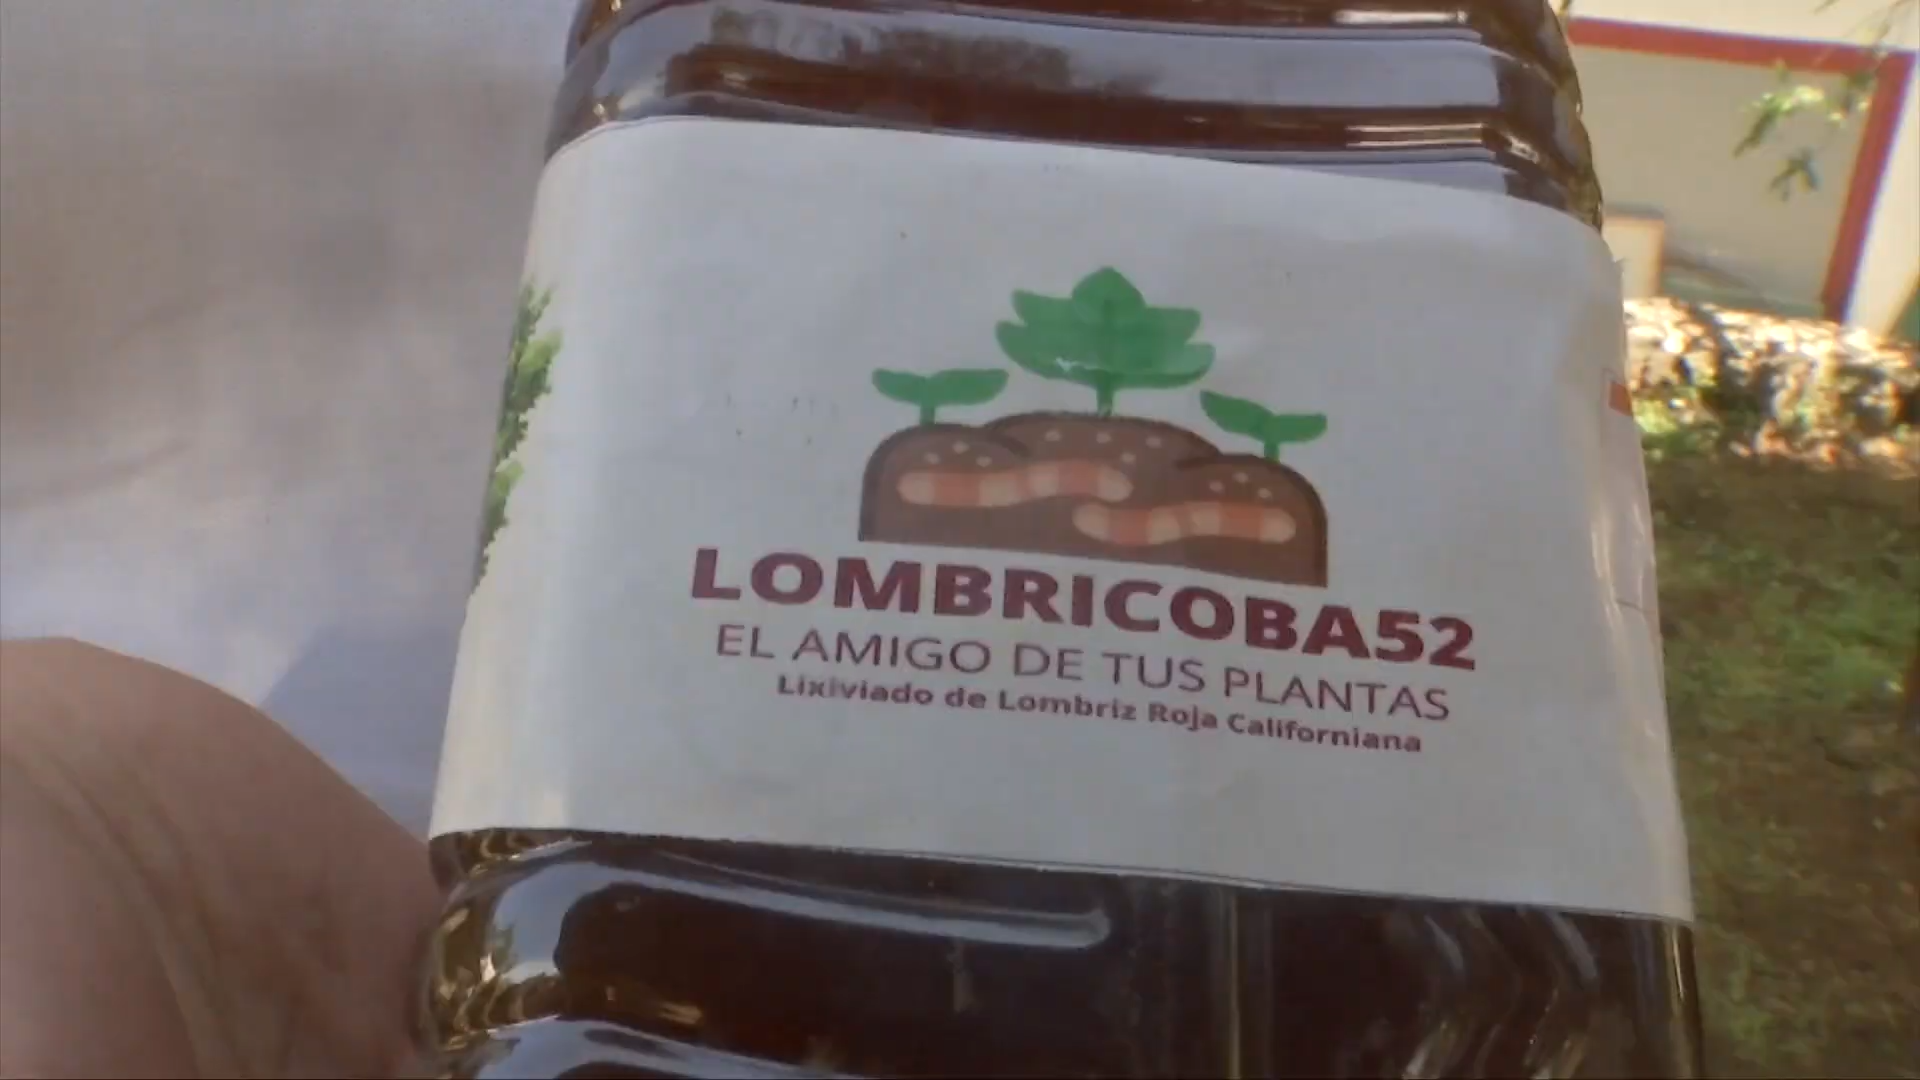 LOMBRICOBA52
EL AMIGO DE TUS PLANTAS
Lixiviado de Lombriz Roja Californiana